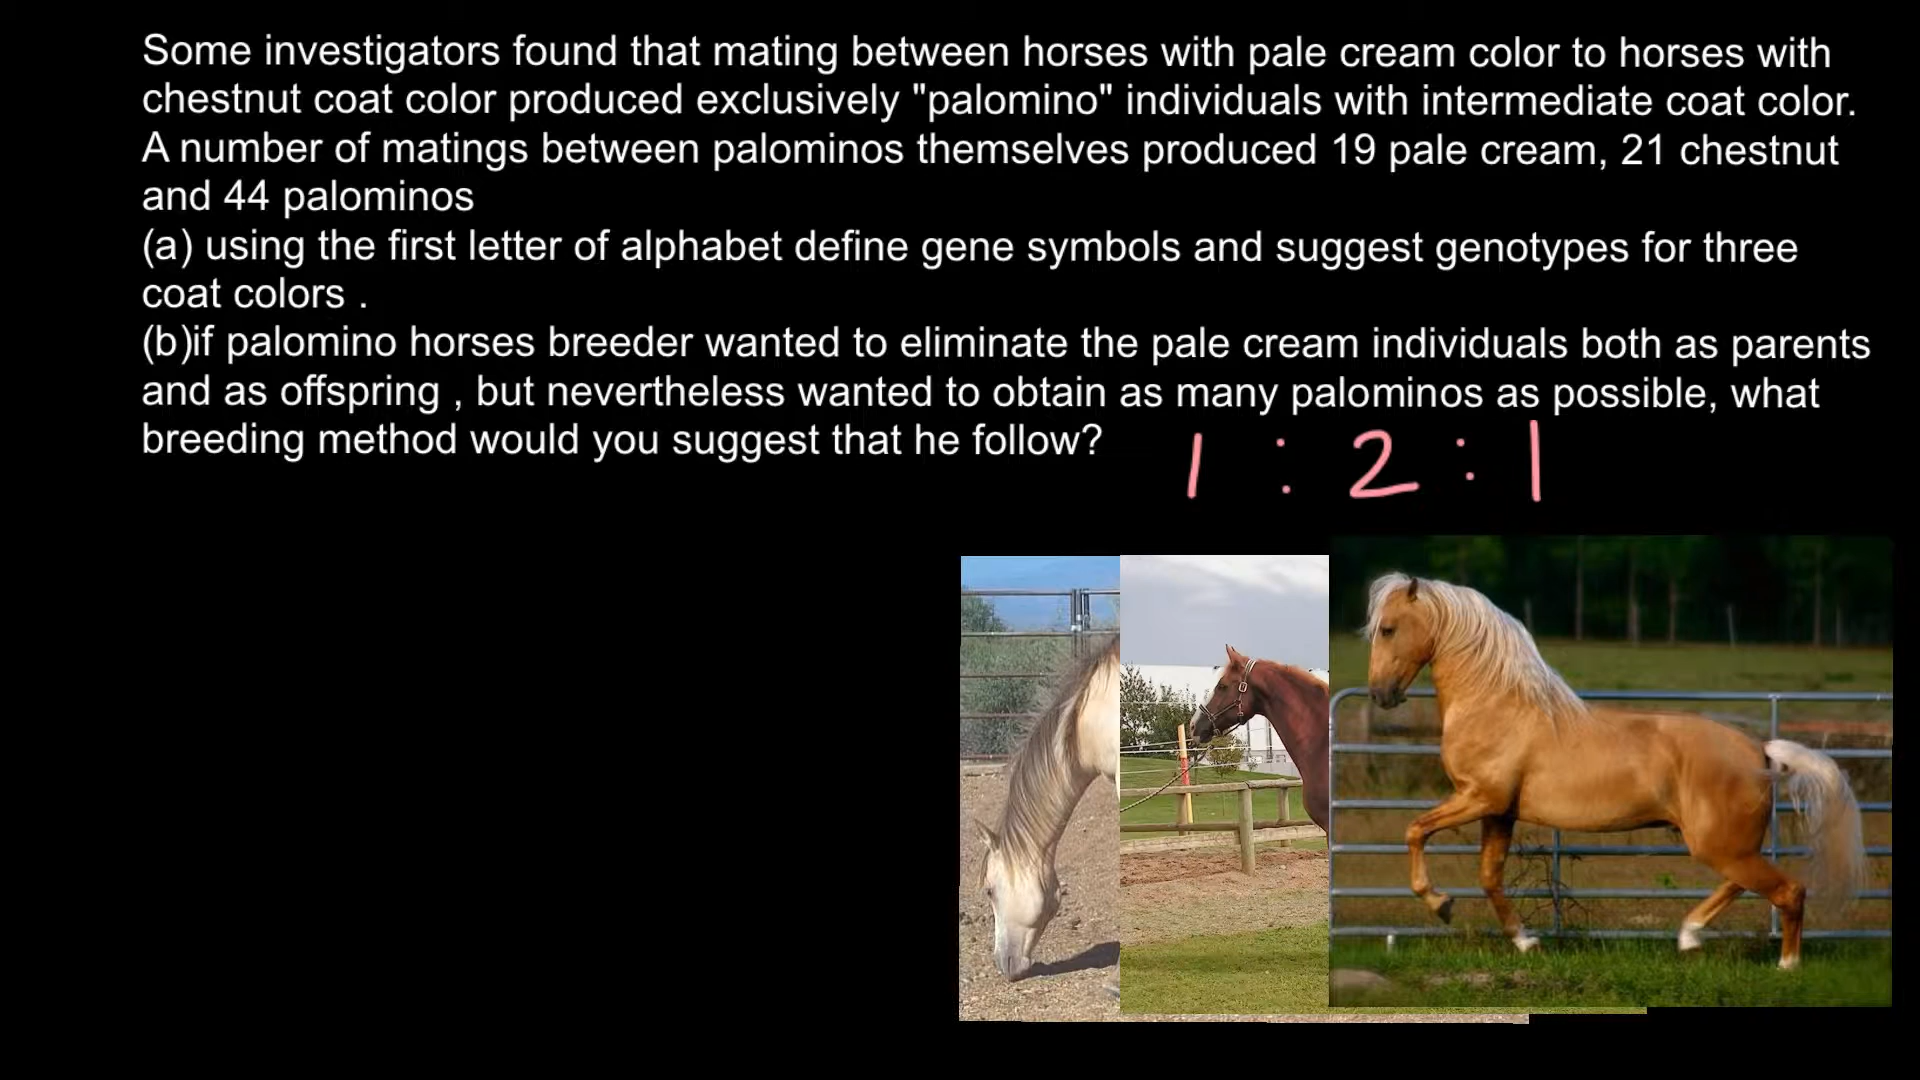 Some investigators found that mating between horses with pale cream color to horses with
chestnut coat color produced exclusively "palomino" individuals with intermediate coat color.
A number of matings between palominos themselves produced 19 pale cream, 21 chestnut
and 44 palominos
(a) using the first letter of alphabet define gene symbols and suggest genotypes for three
coat colors .
(b)if palomino horses breeder wanted to eliminate the pale cream individuals both as parents
and as offspring , but nevertheless wanted to obtain as many palominos as possible, what
breeding method would you suggest that he follow?
1 : 2 : 1